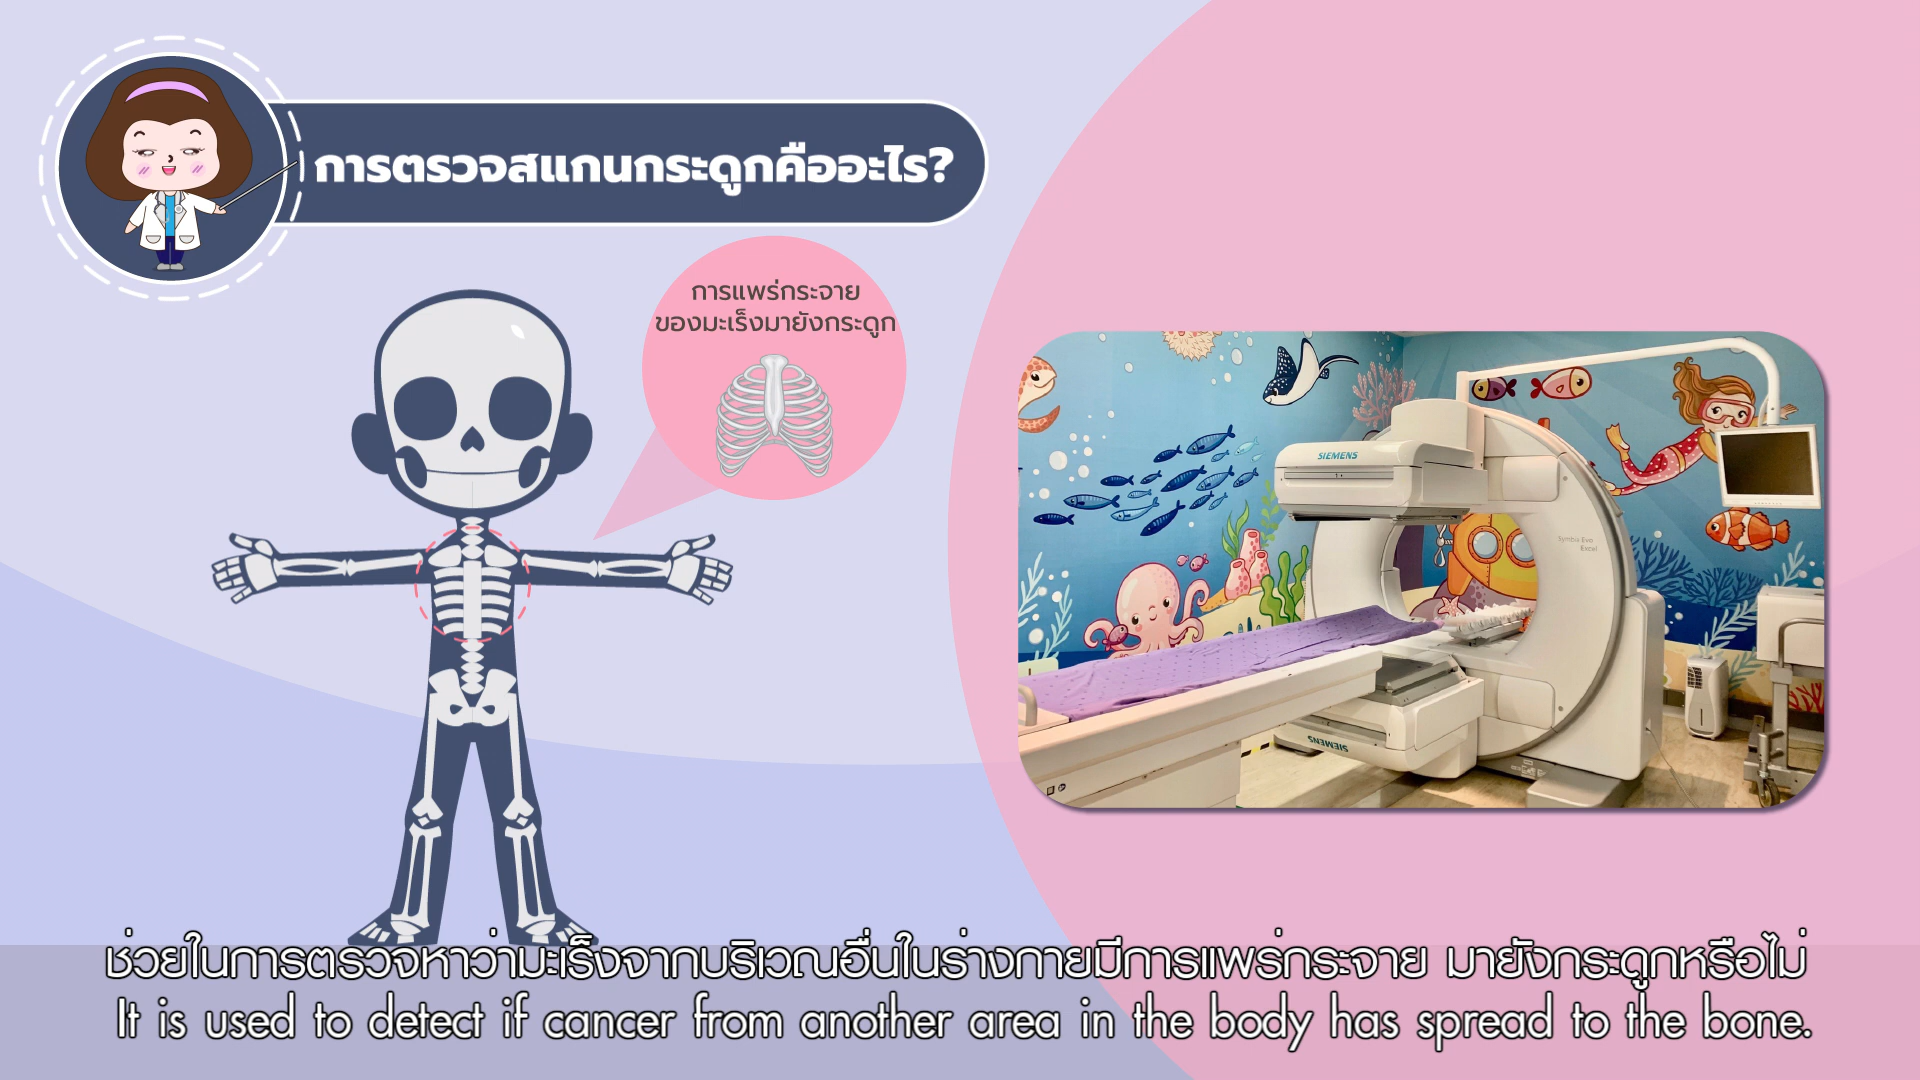 การตรวจสแกนกระดูกคืออะไร?
การแพร่กระจาย
ของมะเร็งมายังกระดูก
SIEMENS
Symbia Evo
Excel
SIEMENS
ช่วยในการตรวจหาว่ามะเร็งจากบริเวณอื่นในร่างกายมีการแพร่กระจาย มายังกระดูกหรือไม่
It is used to detect if cancer from another area in the body has spread to the bone.